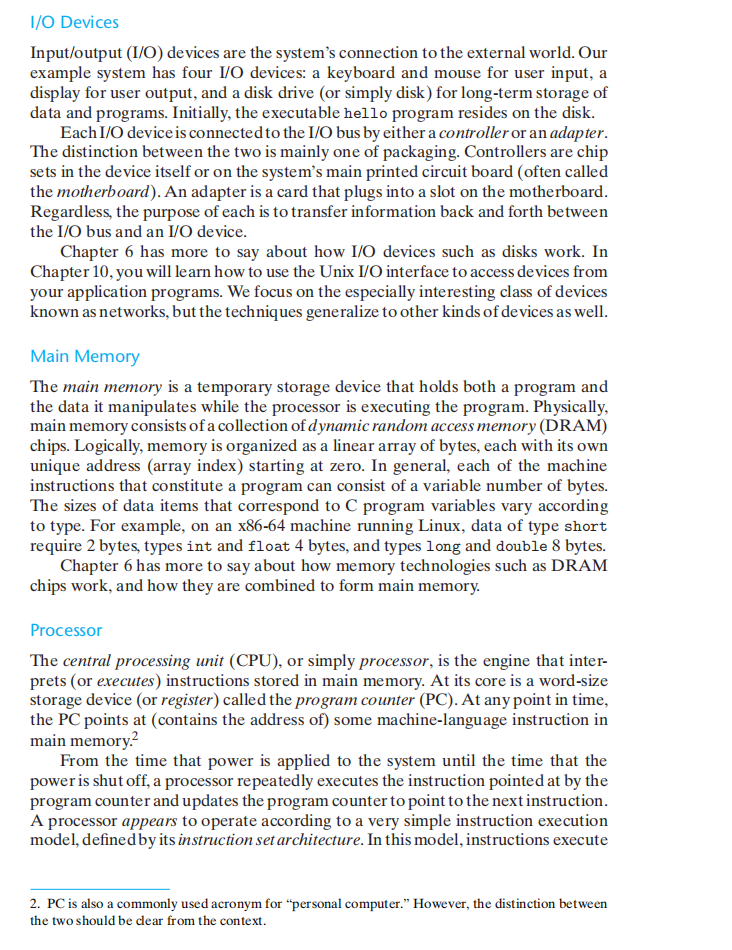 I/O Devices
Input/output (I/O) devices are the system's connection to the external world. Our
example system has four I/O devices: a keyboard and mouse for user input, a
display for user output, and a disk drive (or simply disk) for long-term storage of
data and programs. Initially, the executable hello program resides on the disk.
Each I/O device is connected to the I/O bus by either a controller or an adapter.
The distinction between the two is mainly one of packaging. Controllers are chip
sets in the device itself or on the system's main printed circuit board (often called
the motherboard). An adapter is a card that plugs into a slot on the motherboard.
Regardless, the purpose of each is to transfer information back and forth between
the I/O bus and an I/O device.
Chapter 6 has more to say about how I/O devices such as disks work. In
Chapter 10, you will learn how to use the Unix I/O interface to access devices from
your application programs. We focus on the especially interesting class of devices
known as networks, but the techniques generalize to other kinds of devices as well.
Main Memory
The main memory is a temporary storage device that holds both a program and
the data it manipulates while the processor is executing the program. Physically,
main memory consists of a collection of dynamic random access memory (DRAM)
chips. Logically, memory is organized as a linear array of bytes, each with its own
unique address (array index) starting at zero. In general, each of the machine
instructions that constitute a program can consist of a variable number of bytes.
The sizes of data items that correspond to C program variables vary according
to type. For example, on an x86-64 machine running Linux, data of type short
require 2 bytes, types int and float 4 bytes, and types long and double 8 bytes.
Chapter 6 has more to say about how memory technologies such as DRAM
chips work, and how they are combined to form main memory.
Processor
The central processing unit (CPU), or simply processor, is the engine that inter-
prets (or executes) instructions stored in main memory. At its core is a word-size
storage device (or register) called the program counter (PC). At any point in time,
the PC points at (contains the address of) some machine-language instruction in
main memory.²
From the time that power is applied to the system until the time that the
power is shut off, a processor repeatedly executes the instruction pointed at by the
program counter and updates the program counter to point to the next instruction.
A processor appears to operate according to a very simple instruction execution
model, defined by its instruction set architecture. In this model, instructions execute
2. PC is also a commonly used acronym for "personal computer." However, the distinction between
the two should be clear from the context.